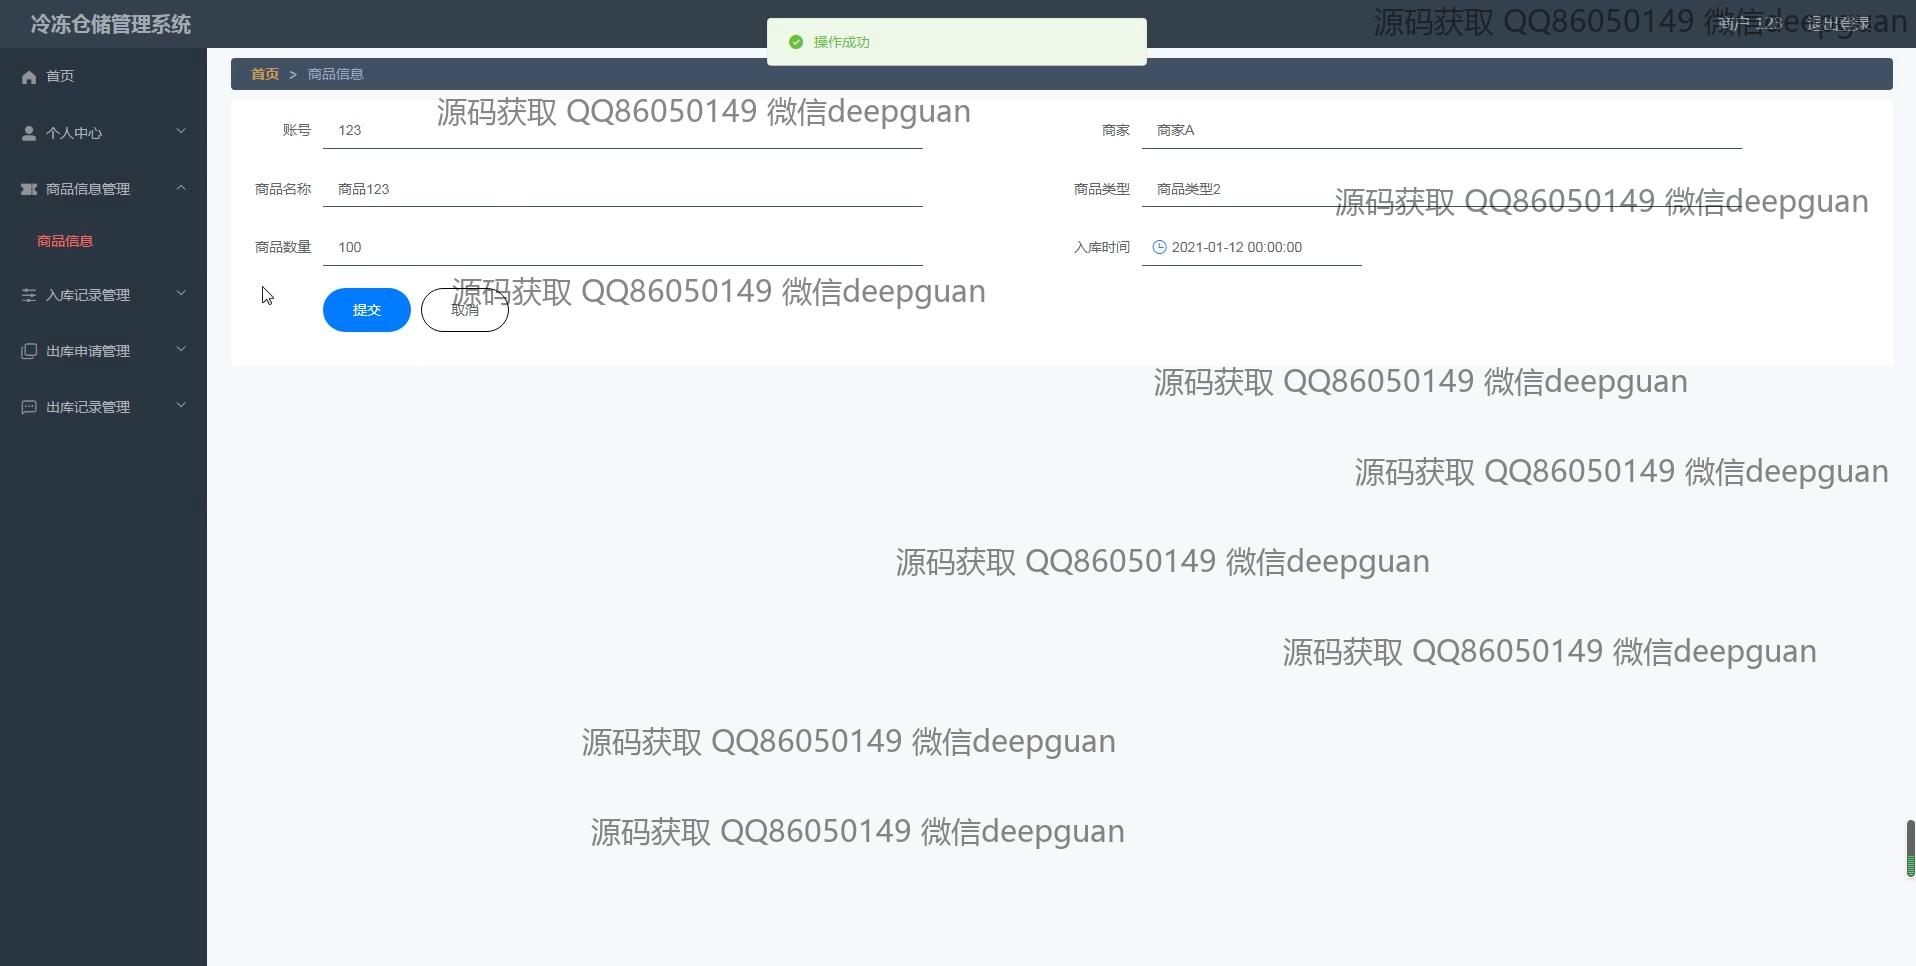 冷冻仓储管理系统
操作成功
源码获取 QQ86050149 微信deepguan
商户 123 退出登录
首页
首页 > 商品信息
源码获取 QQ86050149 微信deepguan
账号 123
商家 商家A
个人中心
商品信息管理
商品名称 商品123
商品类型 商品类型2
源码获取 QQ86050149 微信deepguan
商品信息
商品数量 100
入库时间 2021-01-12 00:00:00
入库记录管理
源码获取 QQ86050149 微信deepguan
提交 取消
出库申请管理
源码获取 QQ86050149 微信deepguan
出库记录管理
源码获取 QQ86050149 微信deepguan
源码获取 QQ86050149 微信deepguan
源码获取 QQ86050149 微信deepguan
源码获取 QQ86050149 微信deepguan
源码获取 QQ86050149 微信deepguan